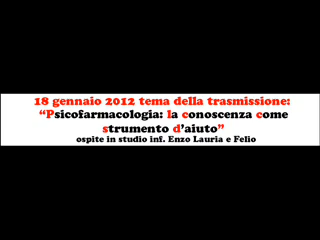 18 gennaio 2012 tema della trasmissione:
“Psicofarmacologia: la conoscenza come
strumento d’aiuto”
ospite in studio inf. Enzo Lauria e Felio